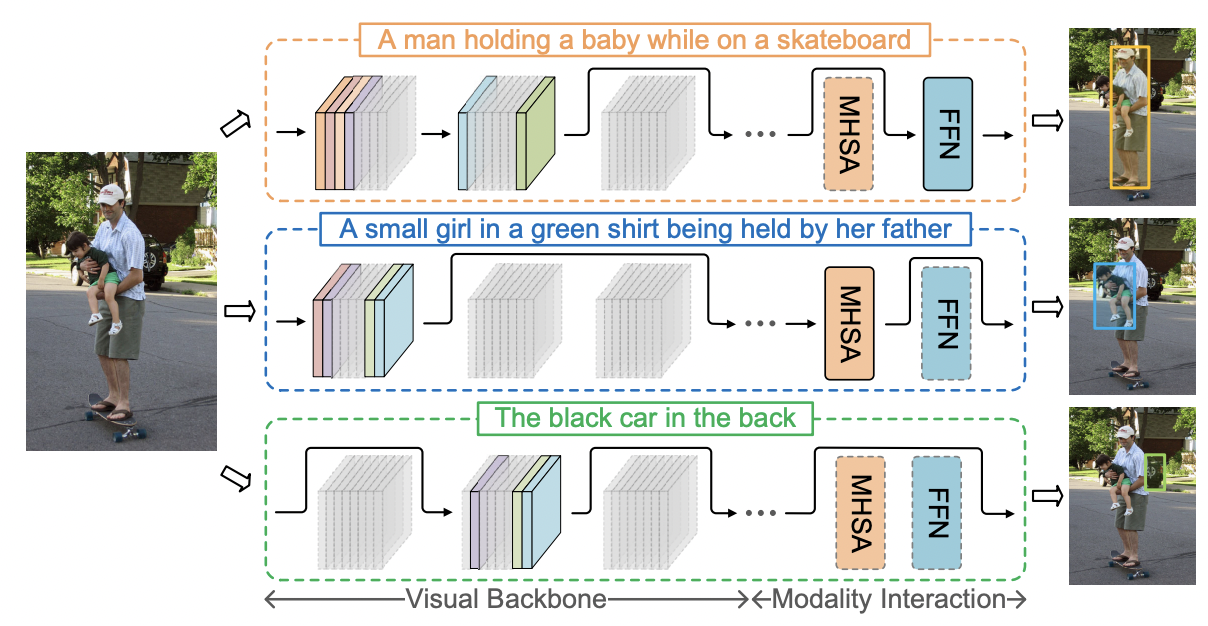 A man holding a baby while on a skateboard
MHSA
FFN
A small girl in a green shirt being held by her father
MHSA
FFN
The black car in the back
MHSA
FFN
Visual Backbone
Modality Interaction